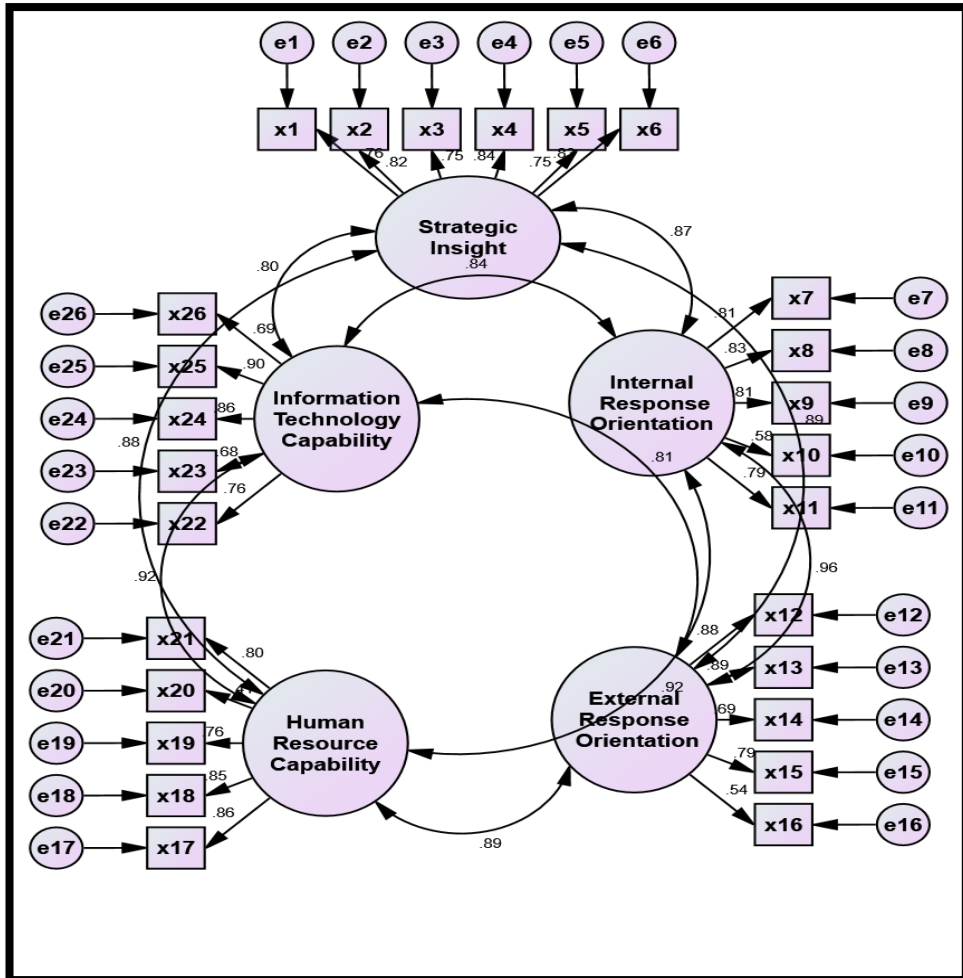 e1 e2 e3 e4 e5 e6
x1 x2 x3 x4 x5 x6
.76 .82 .75 .84 .75
Strategic
Insight
.87
.80
.84
e26 x26
.69
e25 x25
.90
e24 x24
.86
e23 x23
.68
e22 x22
.76
Information
Technology
Capability
Internal
Response
Orientation
.81
x7 e7
.83
x8 e8
.81
x9 e9
.89
.58
x10 e10
.79
x11 e11
.88
.81
.92
.96
e21 x21
.80
e20 x20
e19 x19
.76
e18 x18
.85
e17 x17
.86
Human
Resource
Capability
External
Response
Orientation
.88
x12 e12
.89
x13 e13
.92
.69
x14 e14
.79
x15 e15
.54
x16 e16
.89